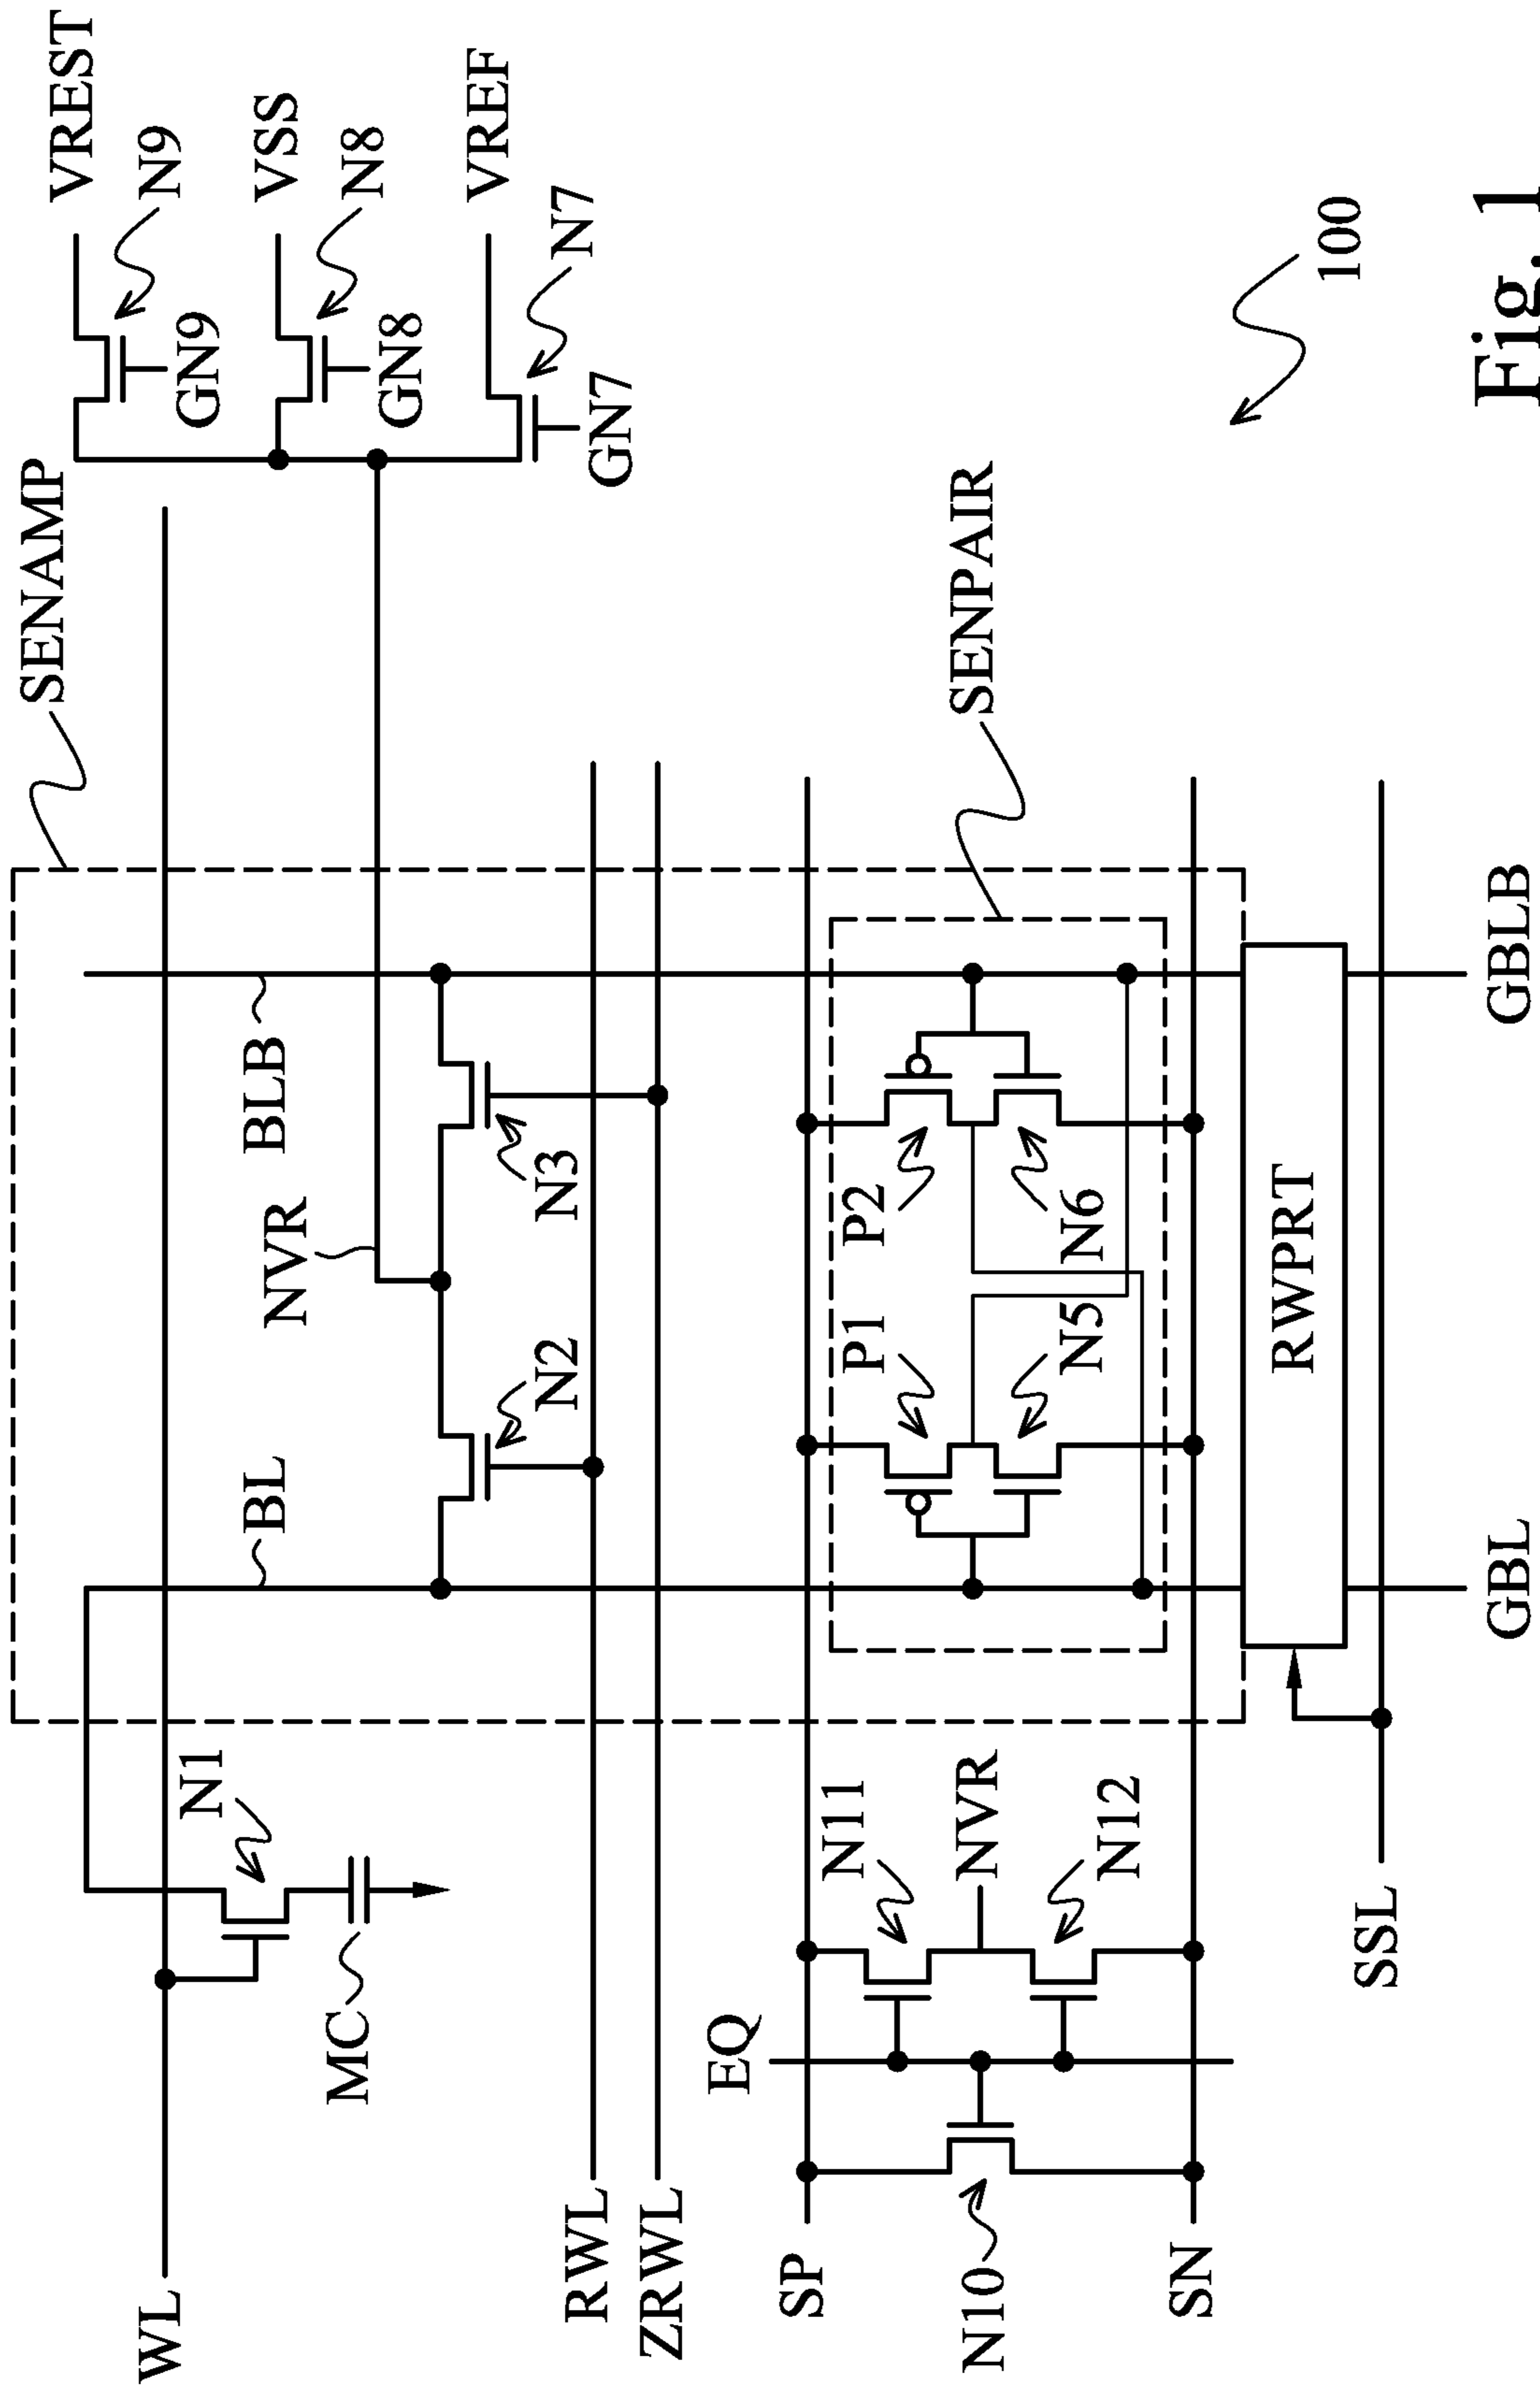 WL
N1
MC
BL
BLB
NVR
N2
N3
SENAMP
VREST
N9
GN9
VSS
N8
GN8
VREF
N7
GN7
RWL
ZRWL
EQ
SP
N11
NVR
N12
N10
SN
P1
P2
N5
N6
SENPAIR
RWPRT
SSL
GBL
GBLB
100
Fig. 1